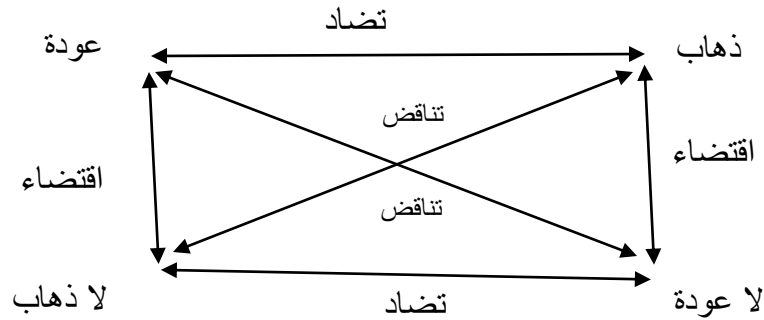 تضاد
ذهاب
عودة
تناقض
اقتضاء
اقتضاء
تناقض
لا عودة
لا ذهاب
تضاد